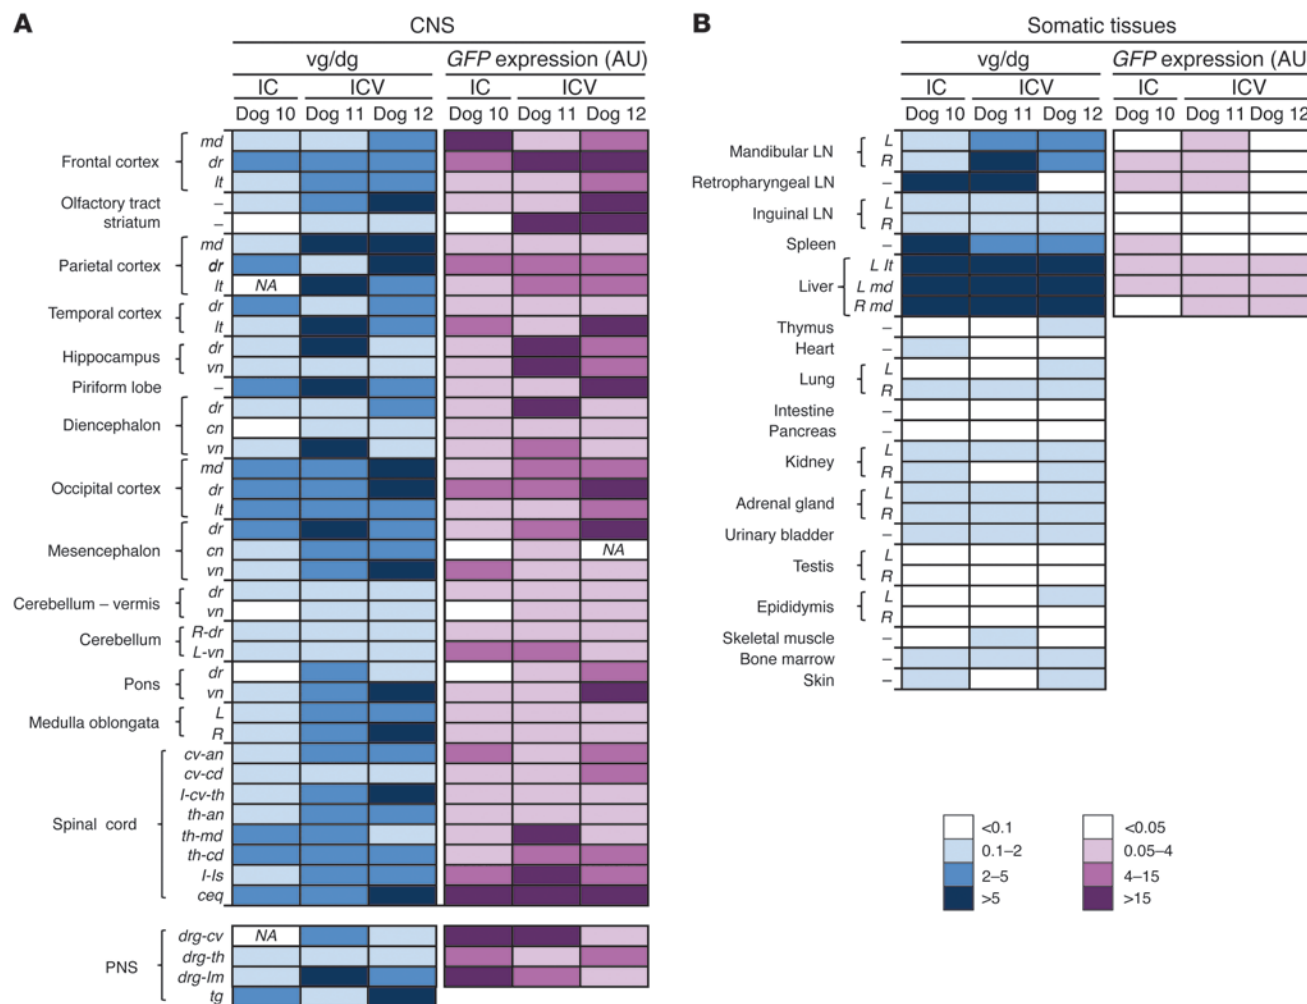 A
CNS
vg/dg
GFP expression (AU)
IC
ICV
IC
ICV
Dog 10
Dog 11
Dog 12
Dog 10
Dog 11
Dog 12
Frontal cortex
md
dr
lt
Olfactory tract
–
striatum
–
Parietal cortex
md
dr
lt
NA
Temporal cortex
dr
lt
Hippocampus
dr
vn
Piriform lobe
–
Diencephalon
dr
cn
vn
Occipital cortex
md
dr
lt
Mesencephalon
dr
cn
NA
vn
Cerebellum – vermis
dr
vn
Cerebellum
R-dr
L-vn
Pons
dr
vn
Medulla oblongata
L
R
Spinal cord
cv-an
cv-cd
l-cv-th
th-an
th-md
th-cd
l-ls
ceq
PNS
drg-cv
NA
drg-th
drg-lm
tg
B
Somatic tissues
vg/dg
GFP expression (AU
IC
ICV
IC
ICV
Dog 10
Dog 11
Dog 12
Dog 10
Dog 11
Dog 12
Mandibular LN
L
R
Retropharyngeal LN
–
Inguinal LN
L
R
Spleen
–
Liver
L lt
L md
R md
Thymus
–
Heart
–
Lung
L
R
Intestine
–
Pancreas
–
Kidney
L
R
Adrenal gland
L
R
Urinary bladder
–
Testis
L
R
Epididymis
L
R
Skeletal muscle
–
Bone marrow
–
Skin
–
<0.1
0.1–2
2–5
>5
<0.05
0.05–4
4–15
>15